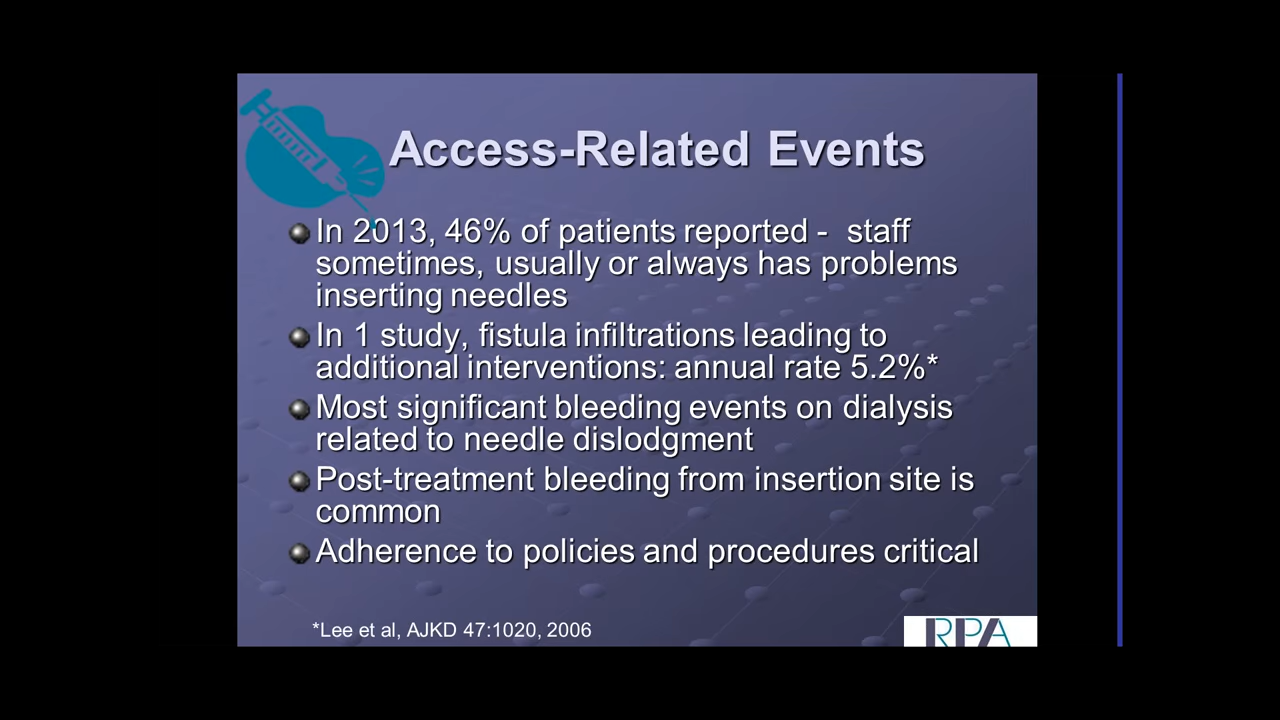 Access-Related Events
In 2013, 46% of patients reported -  staff
sometimes, usually or always has problems
inserting needles
In 1 study, fistula infiltrations leading to
additional interventions: annual rate 5.2%*
Most significant bleeding events on dialysis
related to needle dislodgment
Post-treatment bleeding from insertion site is
common
Adherence to policies and procedures critical
*Lee et al, AJKD 47:1020, 2006
RPA